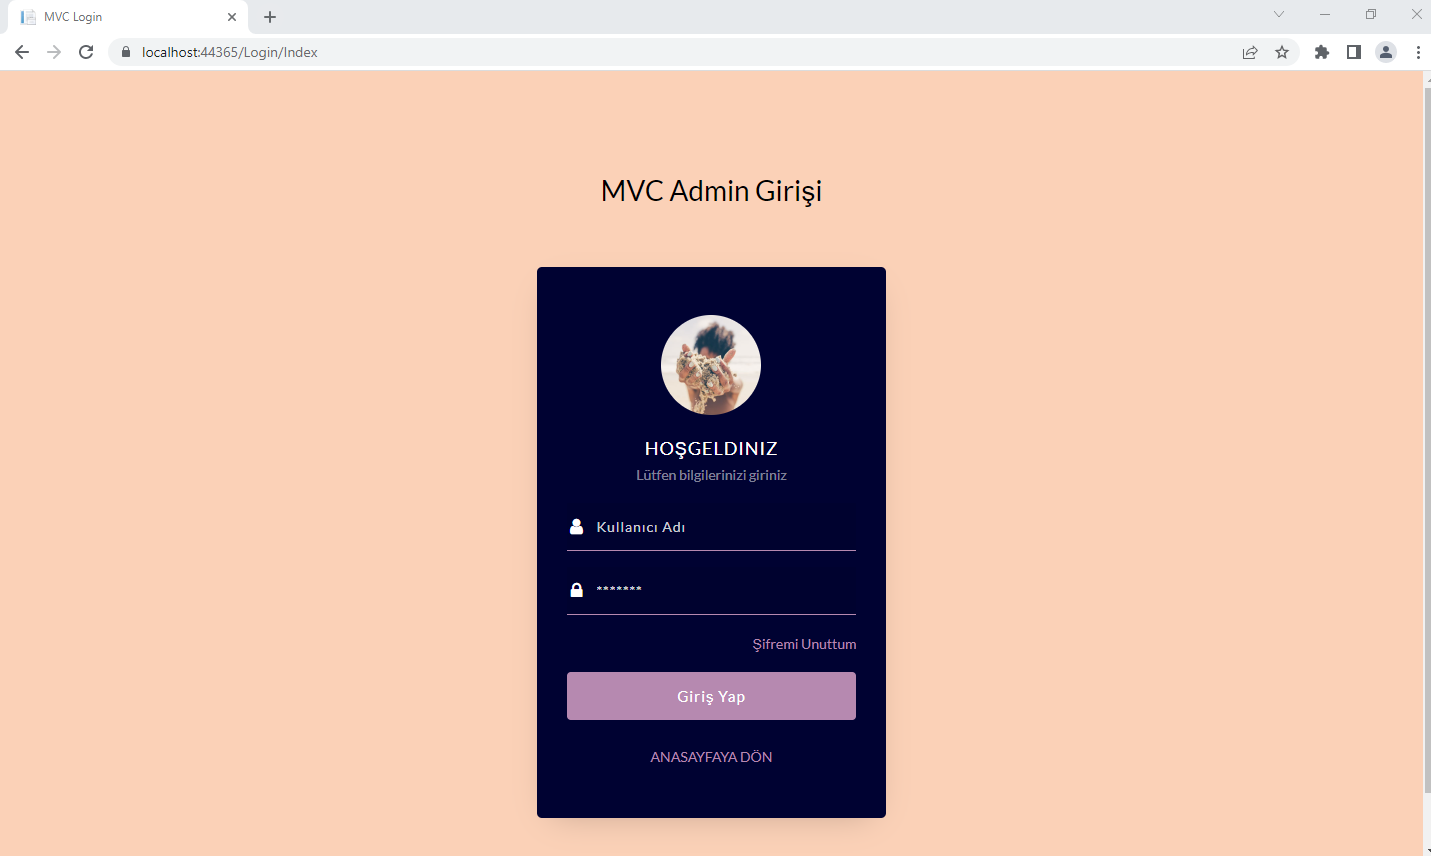 MVC Login
localhost:44365/Login/Index
MVC Admin Girişi
HOŞGELDINIZ
Lütfen bilgilerinizi giriniz
Kullanıcı Adı
*******
Şifremi Unuttum
Giriş Yap
ANASAYFAYA DÖN